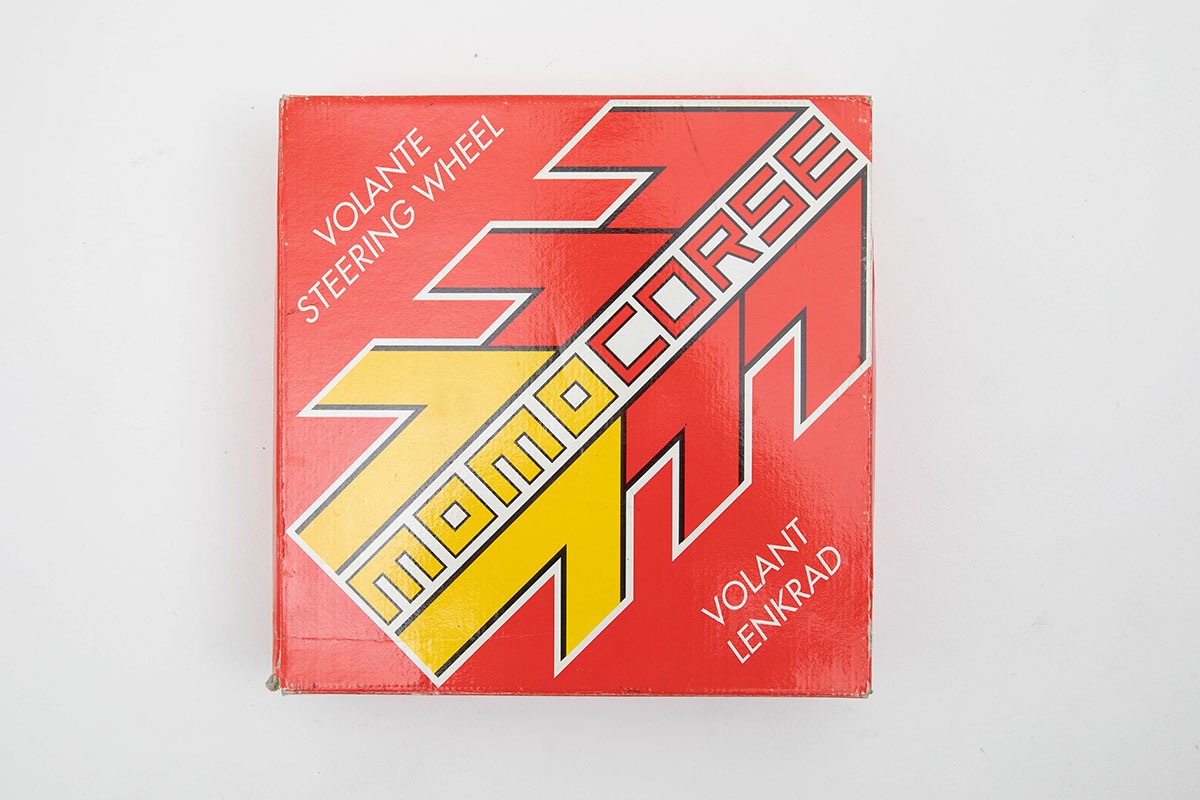 VOLANTE
STEERING WHEEL
MOMO CORSE
VOLANT
LENKRAD